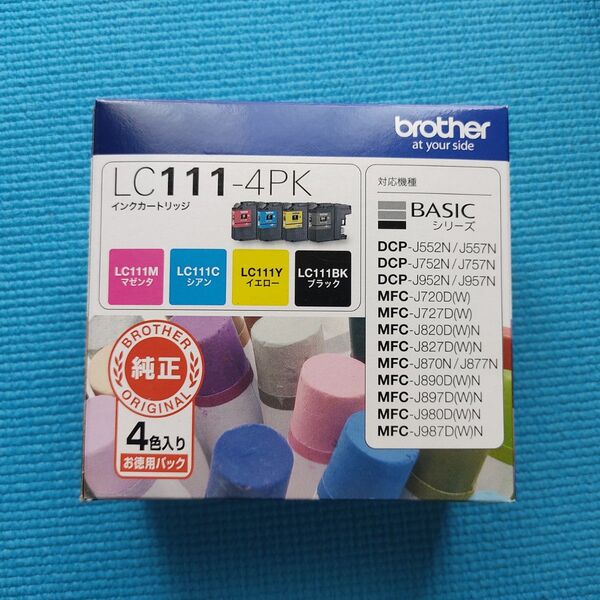 brother
at your side
LC111-4PK
インクカートリッジ
LC111M
マゼンタ
LC111C
シアン
LC111Y
イエロー
LC111BK
ブラック
対応機種
BASIC
シリーズ
DCP-J552N/J557N
DCP-J752N/J757N
DCP-J952N/J957N
MFC-J720D(W)
MFC-J727D(W)
MFC-J820D(W)N
MFC-J827D(W)N
MFC-J870N/J877N
MFC-J890D(W)N
MFC-J897D(W)N
MFC-J980D(W)N
MFC-J987D(W)N
BROTHER
純正
ORIGINAL
4色入り
お徳用パック